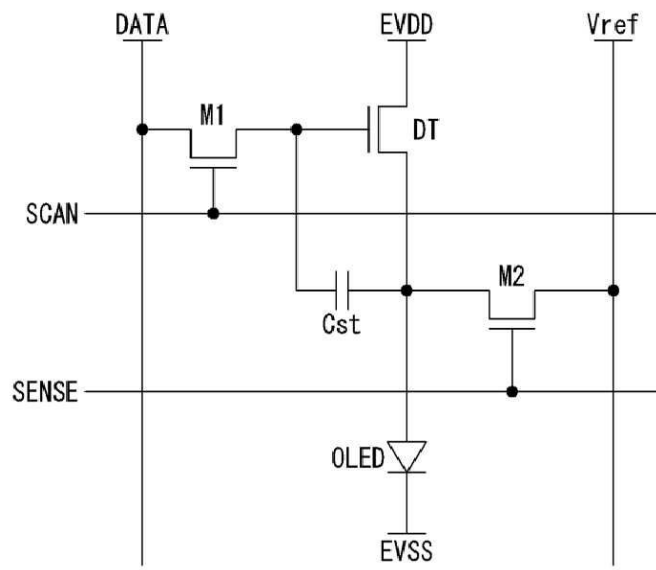 DATA
EVDD
Vref
M1
DT
SCAN
M2
Cst
SENSE
OLED
EVSS